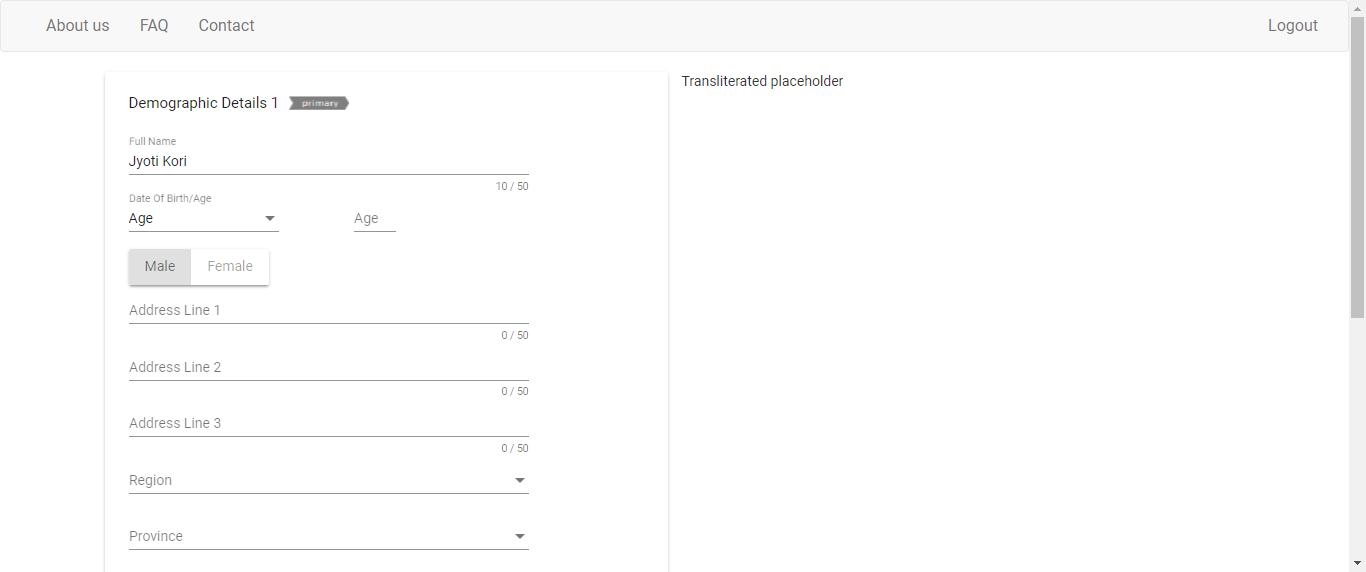 About us FAQ Contact Logout
Demographic Details 1 primary
Full Name
Jyoti Kori
10 / 50
Date Of Birth/Age
Age Age
Male Female
Address Line 1
0 / 50
Address Line 2
0 / 50
Address Line 3
0 / 50
Region
Province
Transliterated placeholder